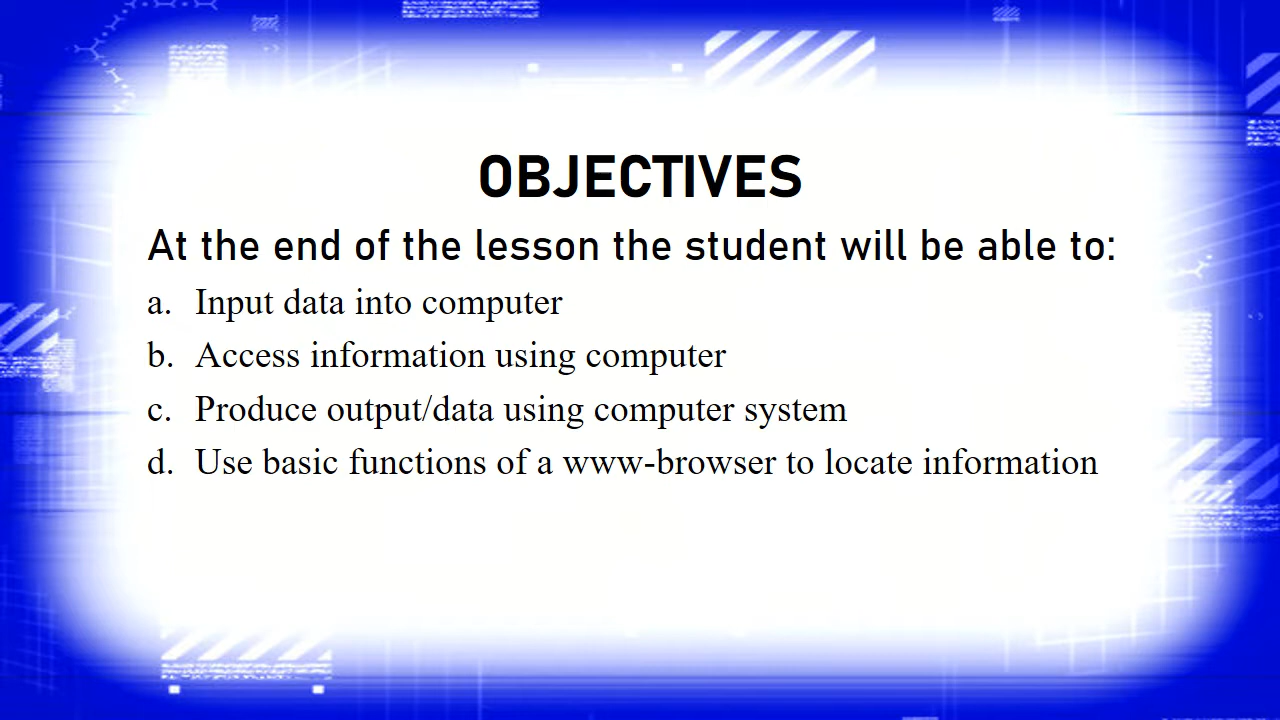 OBJECTIVES
At the end of the lesson the student will be able to:
a. Input data into computer
b. Access information using computer
c. Produce output/data using computer system
d. Use basic functions of a www-browser to locate information